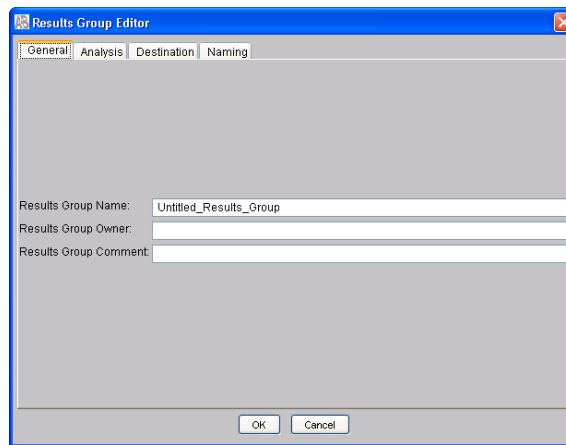 AB Results Group Editor
General Analysis Destination Naming
Results Group Name: Untitled_Results_Group
Results Group Owner:
Results Group Comment:
OK Cancel